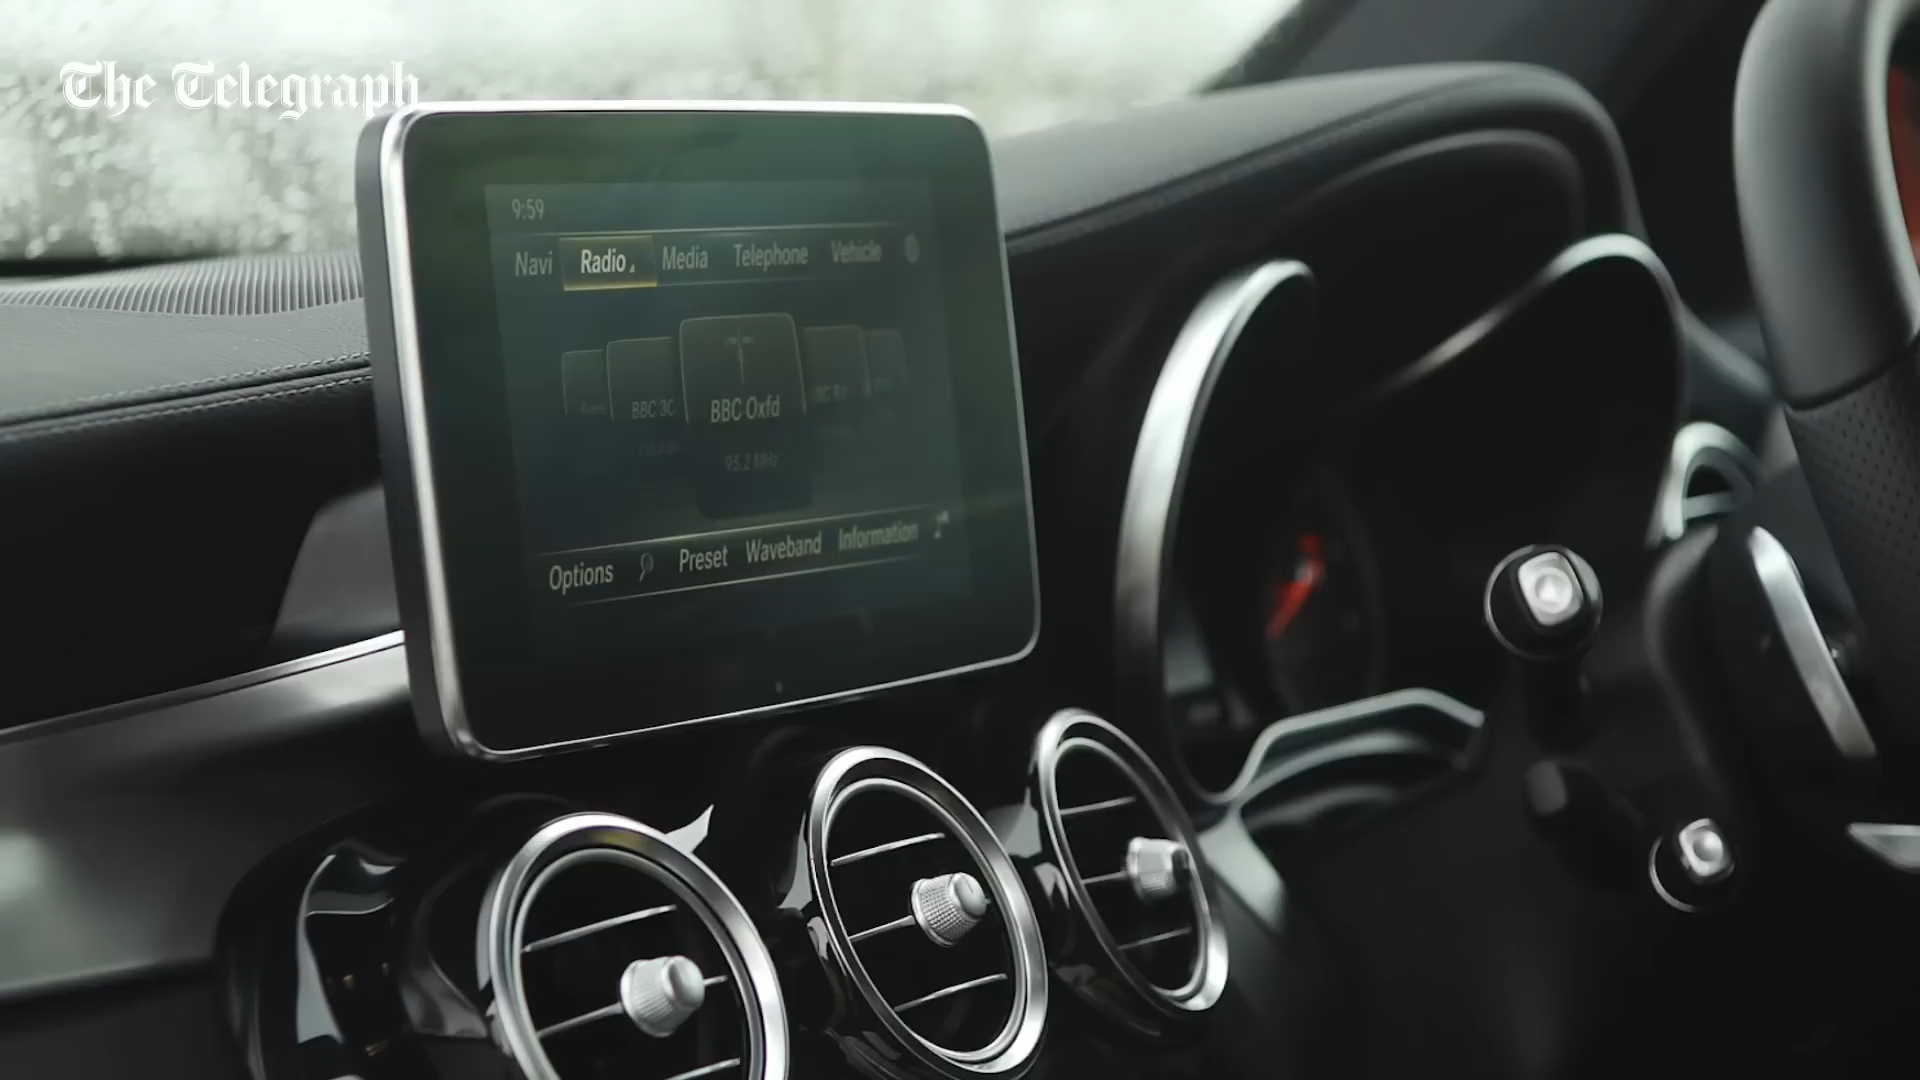 The Telegraph
9:59
Navi Radio Media Telephone Vehicle
BBC 3C BBC Oxfd
95.2 MHz
Options Preset Waveband Information